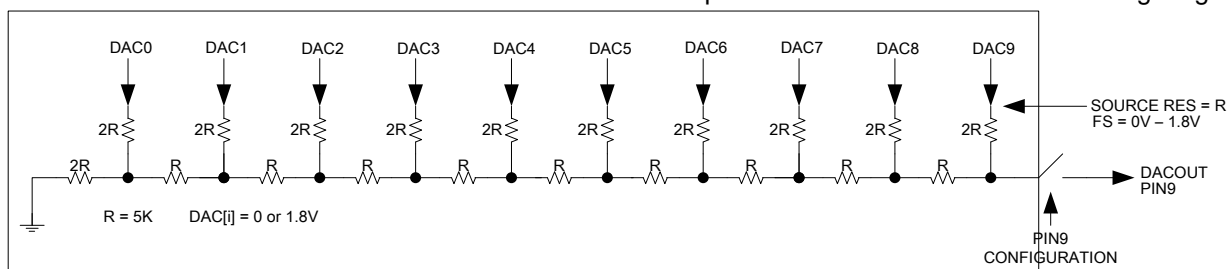 DAC0 DAC1 DAC2 DAC3 DAC4 DAC5 DAC6 DAC7 DAC8 DAC9
2R 2R 2R 2R 2R 2R 2R 2R 2R 2R
SOURCE RES = R
FS = 0V – 1.8V
2R R R R R R R R R R
DACOUT
PIN9
R = 5K DAC[i] = 0 or 1.8V
PIN9
CONFIGURATION